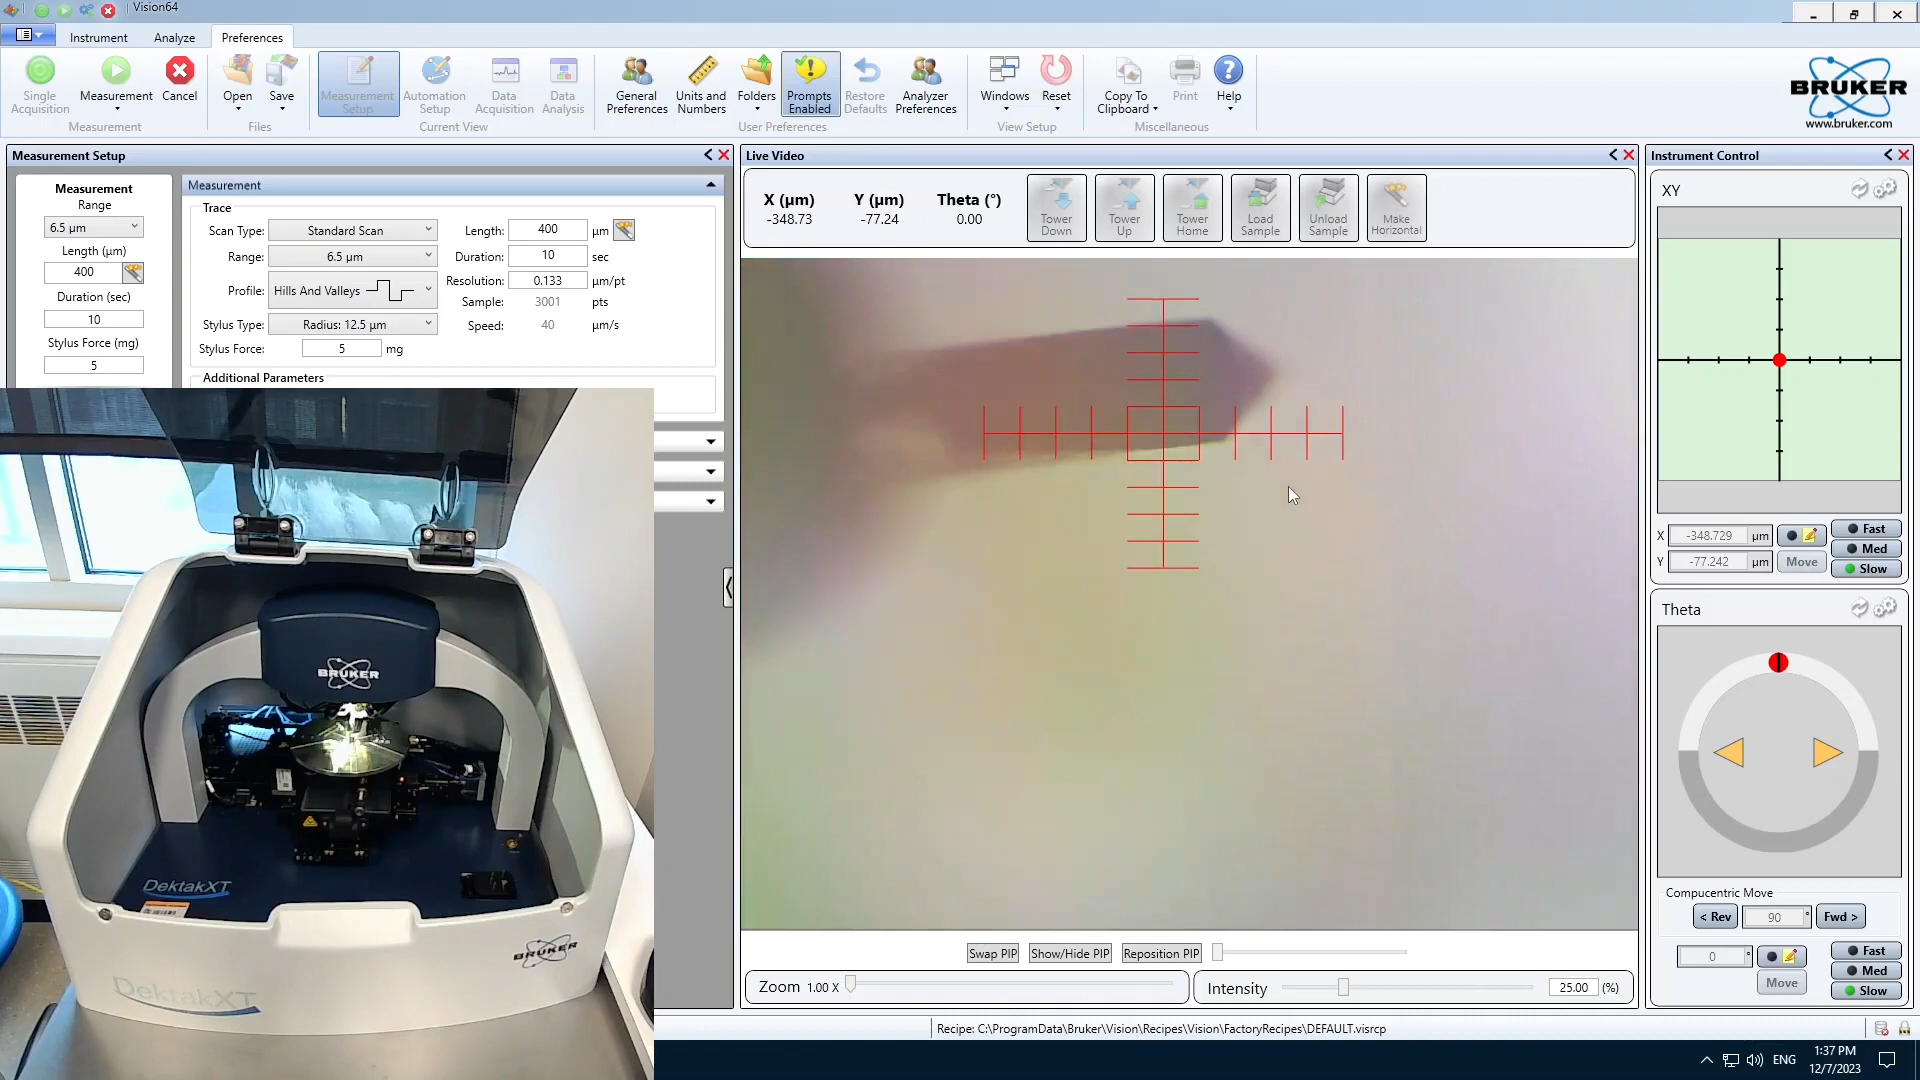 Vision64
Instrument
Analyze
Preferences
Single Acquisition
Measurement
Cancel
Measurement
Open
Save
Files
Measurement Setup
Automation Setup
Data Acquisition
Data Analysis
Current View
General Preferences
Units and Numbers
Folders
Prompts Enabled
Restore Defaults
Analyzer Preferences
User Preferences
Windows
Reset
View Setup
Copy To Clipboard
Print
Help
Miscellaneous
BRUKER
www.bruker.com
Measurement Setup
Measurement
Range
6.5 µm
Length (µm)
400
Duration (sec)
10
Stylus Force (mg)
5
Measurement
Trace
Scan Type: Standard Scan
Range: 6.5 µm
Profile: Hills And Valleys
Stylus Type: Radius: 12.5 µm
Stylus Force: 5 mg
Length: 400 µm
Duration: 10 sec
Resolution: 0.133 µm/pt
Sample: 3001 pts
Speed: 40 µm/s
Additional Parameters
BRUKER
DektakXT
BRUKER
DektakXT
Live Video
X (µm) Y (µm) Theta (°)
-348.73 -77.24 0.00
Tower Down
Tower Up
Tower Home
Load Sample
Unload Sample
Make Horizontal
Swap PIP
Show/Hide PIP
Reposition PIP
Zoom 1.00 X
Intensity 25.00 (%)
Instrument Control
XY
X -348.729 µm
Y -77.242 µm
Move
Fast
Med
Slow
Theta
Compucentric Move
< Rev 90 ° Fwd >
0 °
Move
Fast
Med
Slow
Recipe: C:\ProgramData\Bruker\Vision\Recipes\Vision\FactoryRecipes\DEFAULT.visrcp
ENG
1:37 PM
12/7/2023